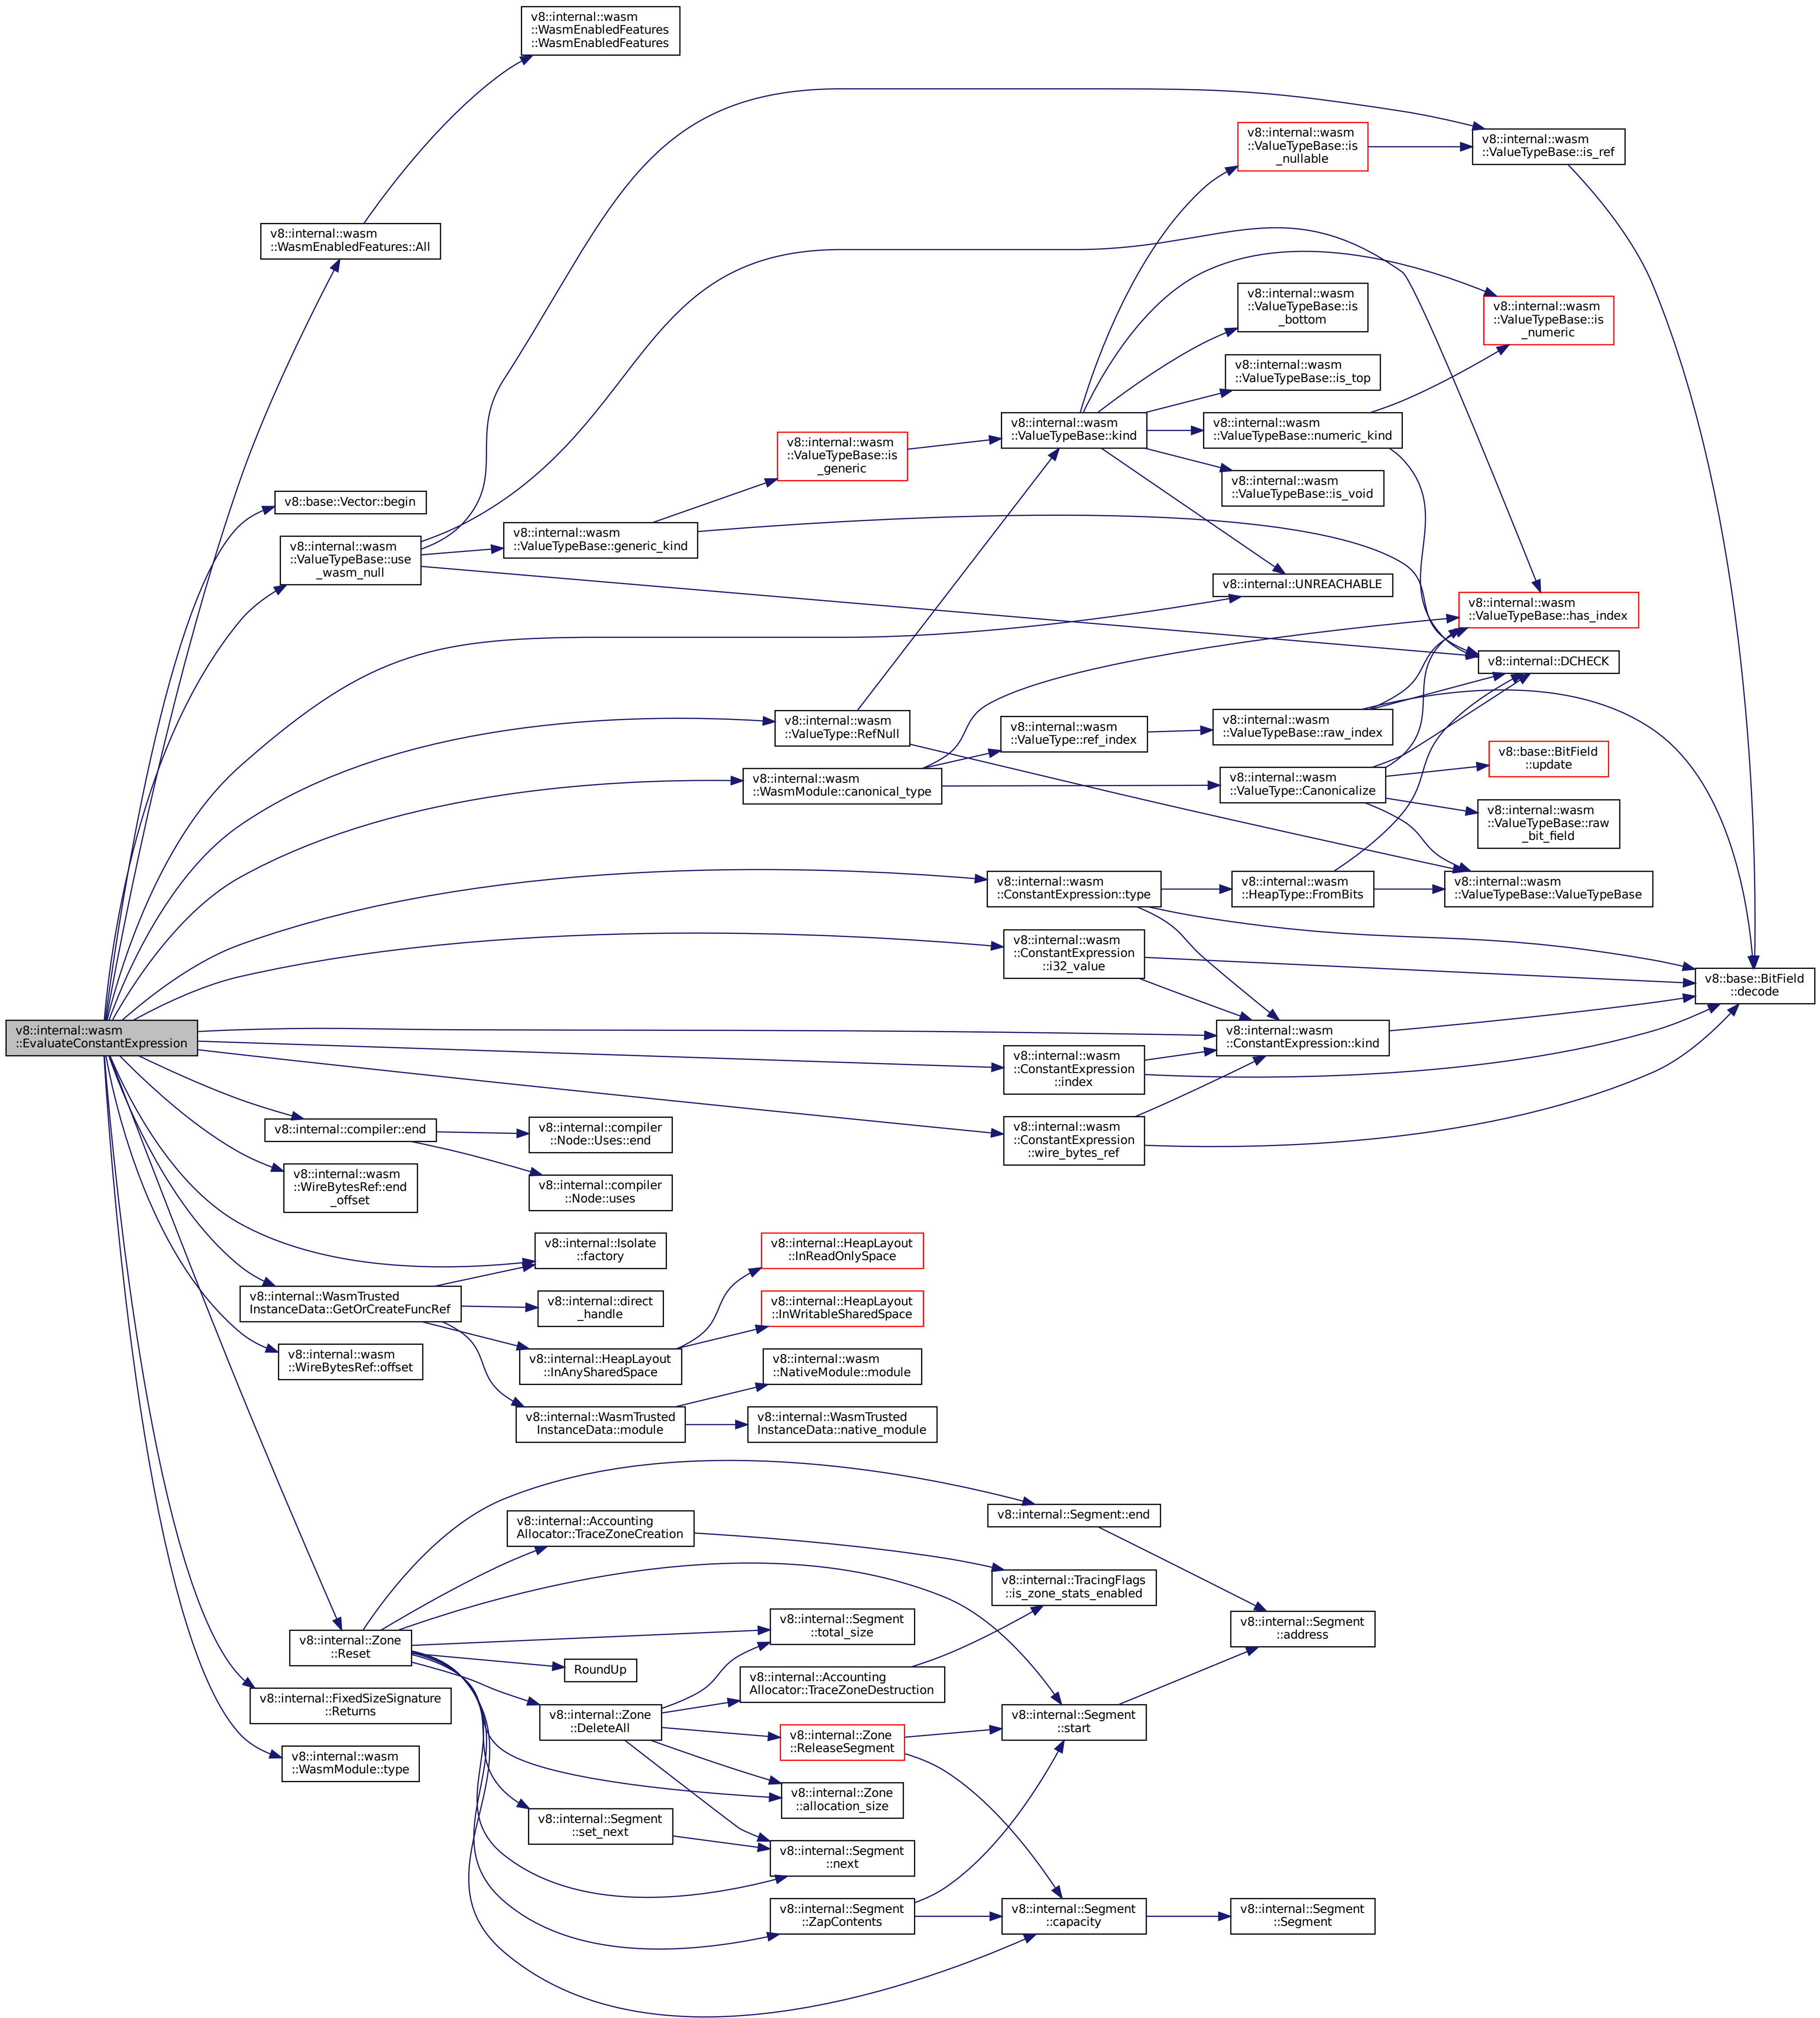 v8::internal::wasm
::WasmEnabledFeatures
::WasmEnabledFeatures
v8::internal::wasm
::WasmEnabledFeatures::All
v8::internal::wasm
::ValueTypeBase::is
_nullable
v8::internal::wasm
::ValueTypeBase::is_ref
v8::internal::wasm
::ValueTypeBase::is
_bottom
v8::internal::wasm
::ValueTypeBase::is
_numeric
v8::internal::wasm
::ValueTypeBase::is_top
v8::internal::wasm
::ValueTypeBase::kind
v8::internal::wasm
::ValueTypeBase::numeric_kind
v8::internal::wasm
::ValueTypeBase::is
_generic
v8::internal::wasm
::ValueTypeBase::is_void
v8::base::Vector::begin
v8::internal::wasm
::ValueTypeBase::use
_wasm_null
v8::internal::wasm
::ValueTypeBase::generic_kind
v8::internal::UNREACHABLE
v8::internal::wasm
::ValueTypeBase::has_index
v8::internal::DCHECK
v8::internal::wasm
::ValueType::RefNull
v8::internal::wasm
::ValueType::ref_index
v8::internal::wasm
::ValueTypeBase::raw_index
v8::internal::wasm
::WasmModule::canonical_type
v8::internal::wasm
::ValueType::Canonicalize
v8::base::BitField
::update
v8::internal::wasm
::ValueTypeBase::raw
_bit_field
v8::internal::wasm
::ConstantExpression::type
v8::internal::wasm
::HeapType::FromBits
v8::internal::wasm
::ValueTypeBase::ValueTypeBase
v8::internal::wasm
::ConstantExpression
::i32_value
v8::base::BitField
::decode
v8::internal::wasm
::EvaluateConstantExpression
v8::internal::wasm
::ConstantExpression::kind
v8::internal::wasm
::ConstantExpression
::index
v8::internal::compiler::end
v8::internal::compiler
::Node::Uses::end
v8::internal::wasm
::ConstantExpression
::wire_bytes_ref
v8::internal::wasm
::WireBytesRef::end
_offset
v8::internal::compiler
::Node::uses
v8::internal::Isolate
::factory
v8::internal::HeapLayout
::InReadOnlySpace
v8::internal::WasmTrusted
InstanceData::GetOrCreateFuncRef
v8::internal::direct
_handle
v8::internal::HeapLayout
::InWritableSharedSpace
v8::internal::wasm
::WireBytesRef::offset
v8::internal::HeapLayout
::InAnySharedSpace
v8::internal::wasm
::NativeModule::module
v8::internal::WasmTrusted
InstanceData::module
v8::internal::WasmTrusted
InstanceData::native_module
v8::internal::Segment::end
v8::internal::Accounting
Allocator::TraceZoneCreation
v8::internal::TracingFlags
::is_zone_stats_enabled
v8::internal::Segment
::total_size
v8::internal::Segment
::address
v8::internal::Zone
::Reset
RoundUp
v8::internal::Accounting
Allocator::TraceZoneDestruction
v8::internal::FixedSizeSignature
::Returns
v8::internal::Zone
::DeleteAll
v8::internal::Segment
::start
v8::internal::Zone
::ReleaseSegment
v8::internal::wasm
::WasmModule::type
v8::internal::Zone
::allocation_size
v8::internal::Segment
::set_next
v8::internal::Segment
::next
v8::internal::Segment
::ZapContents
v8::internal::Segment
::capacity
v8::internal::Segment
::Segment